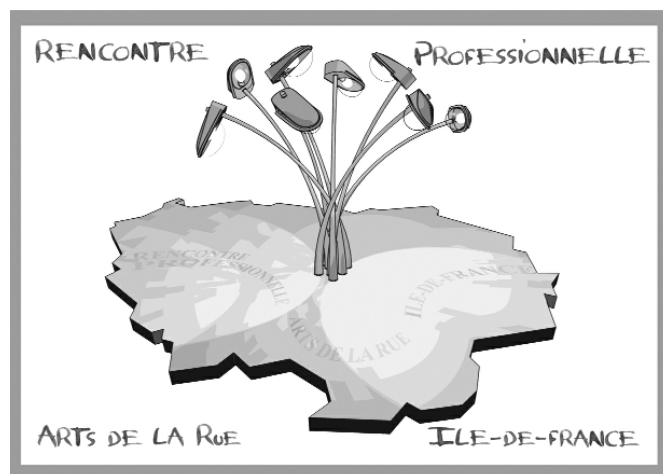 RENCONTRE PROFESSIONNELLE
RENCONTRE
PROFESSIONNELLE
ARTS DE LA RUE
ILE-DE-FRANCE
ARTS DE LA RUE ILE-DE-FRANCE